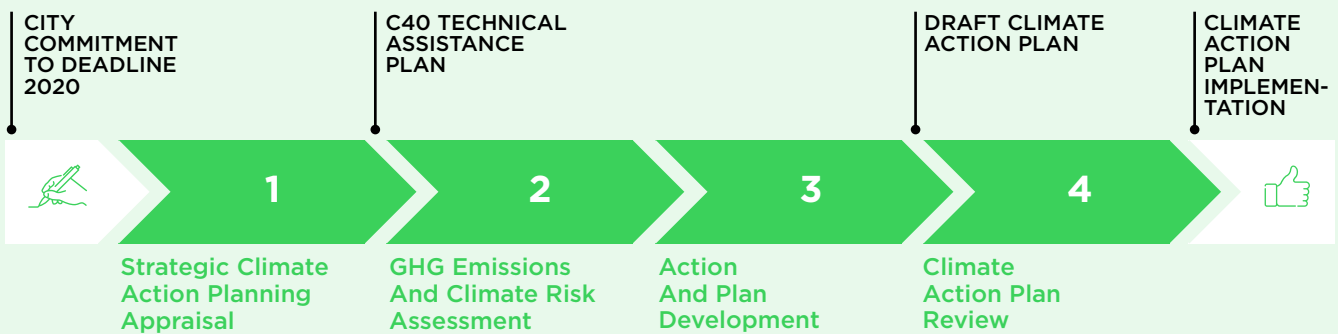 CITY
COMMITMENT
TO DEADLINE
2020
C40 TECHNICAL
ASSISTANCE
PLAN
DRAFT CLIMATE
ACTION PLAN
CLIMATE
ACTION
PLAN
IMPLEMEN-
TATION
1
2
3
4
Strategic Climate
Action Planning
Appraisal
GHG Emissions
And Climate Risk
Assessment
Action
And Plan
Development
Climate
Action Plan
Review